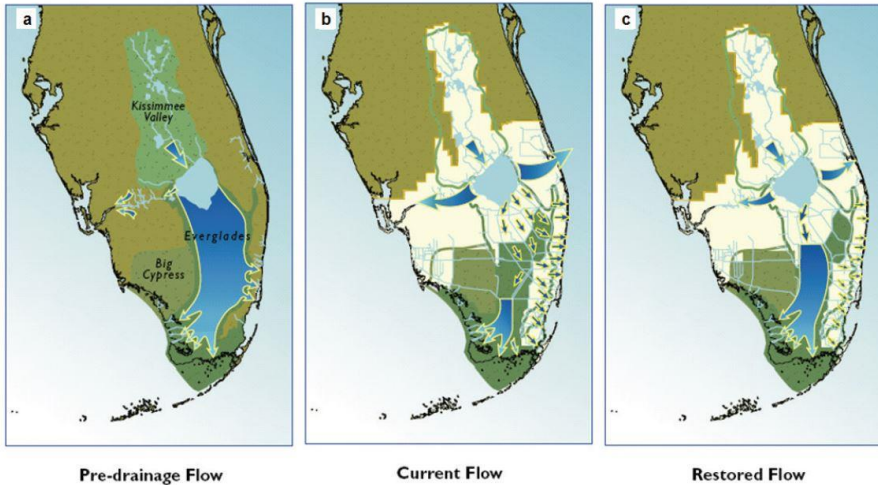 a
Kissimmee
Valley
Everglades
Big
Cypress
Pre-drainage Flow
b
Current Flow
c
Restored Flow